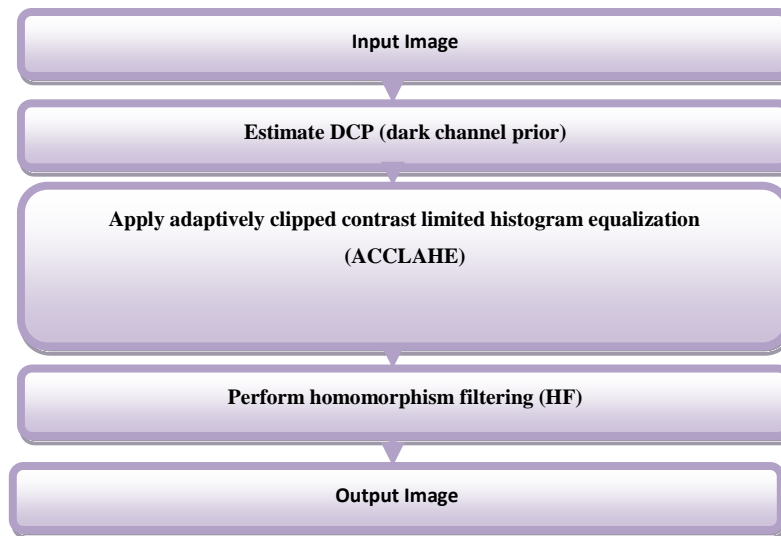 Input Image
Estimate DCP (dark channel prior)
Apply adaptively clipped contrast limited histogram equalization
(ACCLAHE)
Perform homomorphism filtering (HF)
Output Image